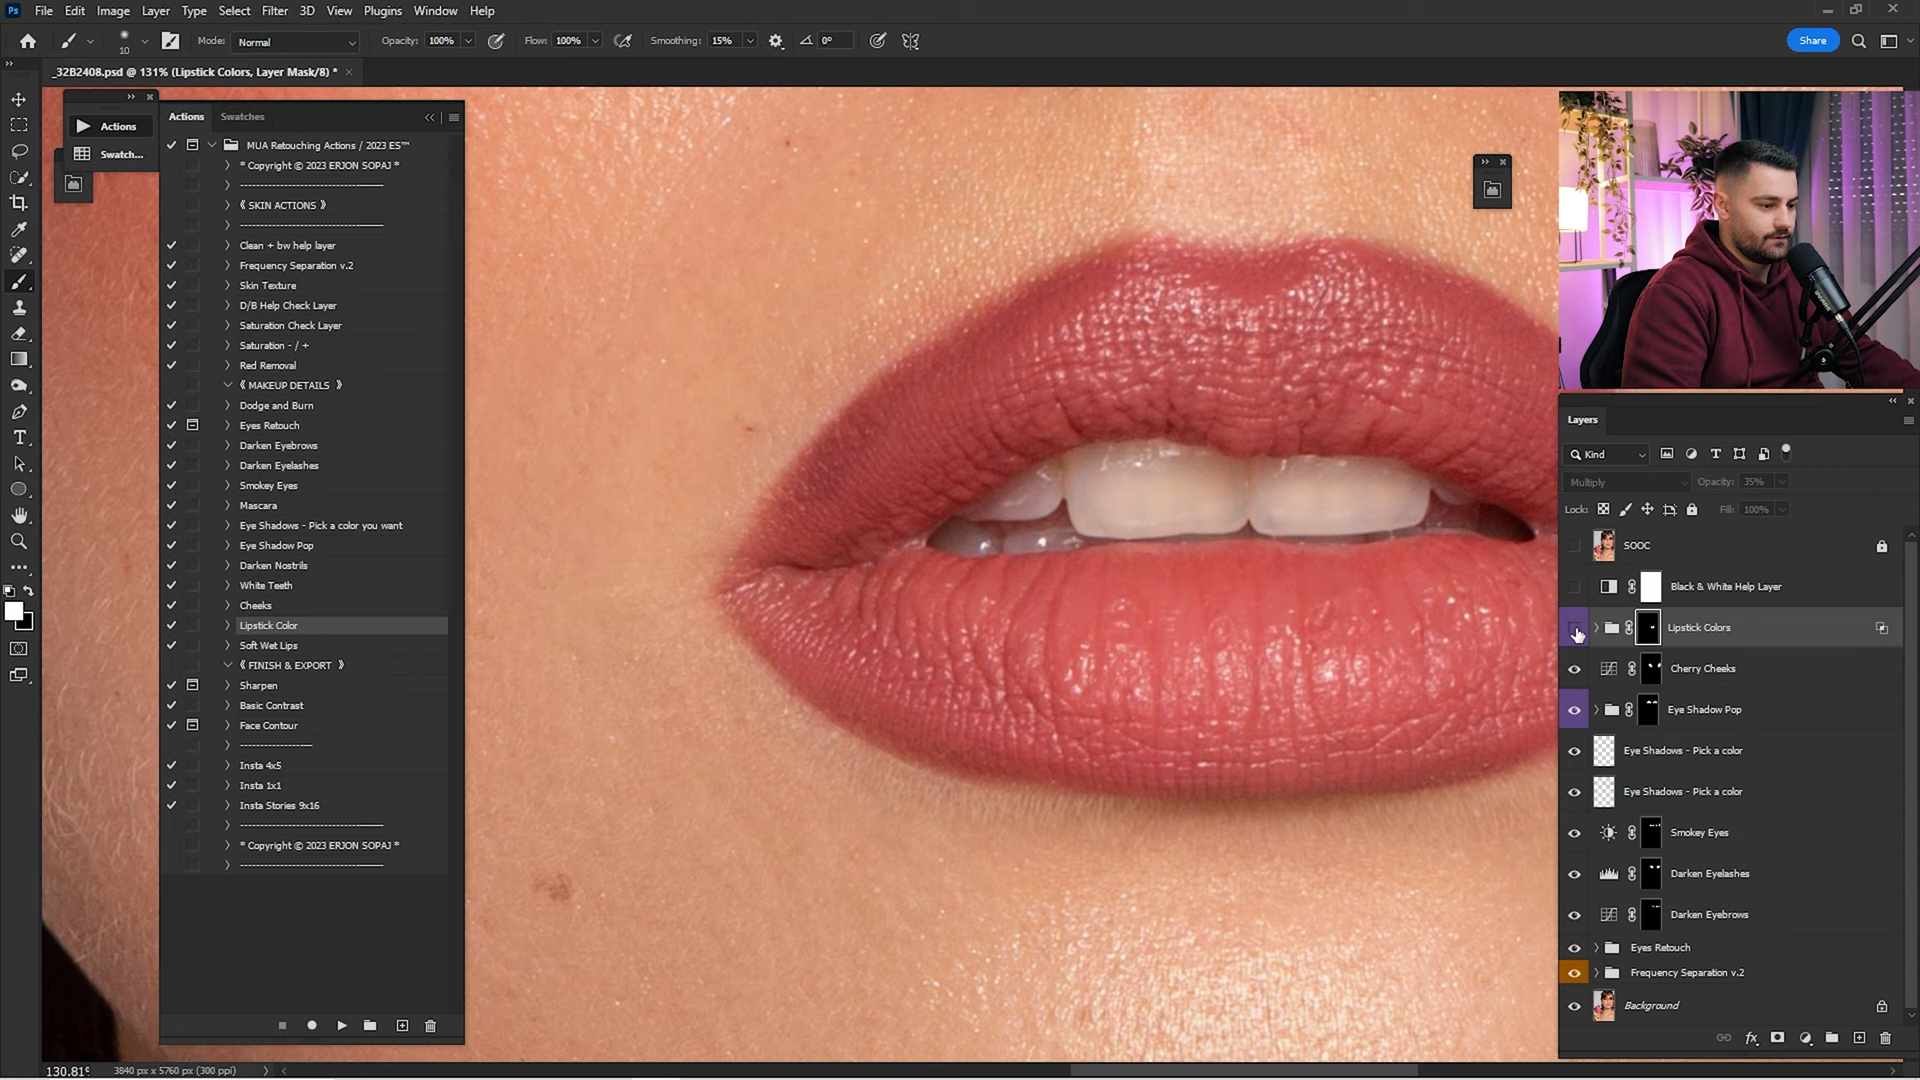 Ps File Edit Image Layer Type Select Filter 3D View Plugins Window Help
10 Mode: Normal Opacity: 100% Flow: 100% Smoothing: 15% 0° Share
_32B2408.psd @ 131% (Lipstick Colors, Layer Mask/8) *
Actions
Swatch...
Actions Swatches
MUA Retouching Actions / 2023 ES™
* Copyright © 2023 ERJON SOPAJ *
----------------------------------------
《 SKIN ACTIONS 》
----------------------------------------
Clean + bw help layer
Frequency Separation v.2
Skin Texture
D/B Help Check Layer
Saturation Check Layer
Saturation - / +
Red Removal
《 MAKEUP DETAILS 》
Dodge and Burn
Eyes Retouch
Darken Eyebrows
Darken Eyelashes
Smokey Eyes
Mascara
Eye Shadows - Pick a color you want
Eye Shadow Pop
Darken Nostrils
White Teeth
Cheeks
Lipstick Color
Soft Wet Lips
《 FINISH & EXPORT 》
Sharpen
Basic Contrast
Face Contour
--------------------
Insta 4x5
Insta 1x1
Insta Stories 9x16
----------------------------------------
* Copyright © 2023 ERJON SOPAJ *
----------------------------------------
Layers
Kind
Multiply Opacity: 35%
Lock: Fill: 100%
SOOC
Black & White Help Layer
Lipstick Colors
Cherry Cheeks
Eye Shadow Pop
Eye Shadows - Pick a color
Eye Shadows - Pick a color
Smokey Eyes
Darken Eyelashes
Darken Eyebrows
Eyes Retouch
Frequency Separation v.2
Background
fx
130.81% 3840 px x 5760 px (300 ppi)